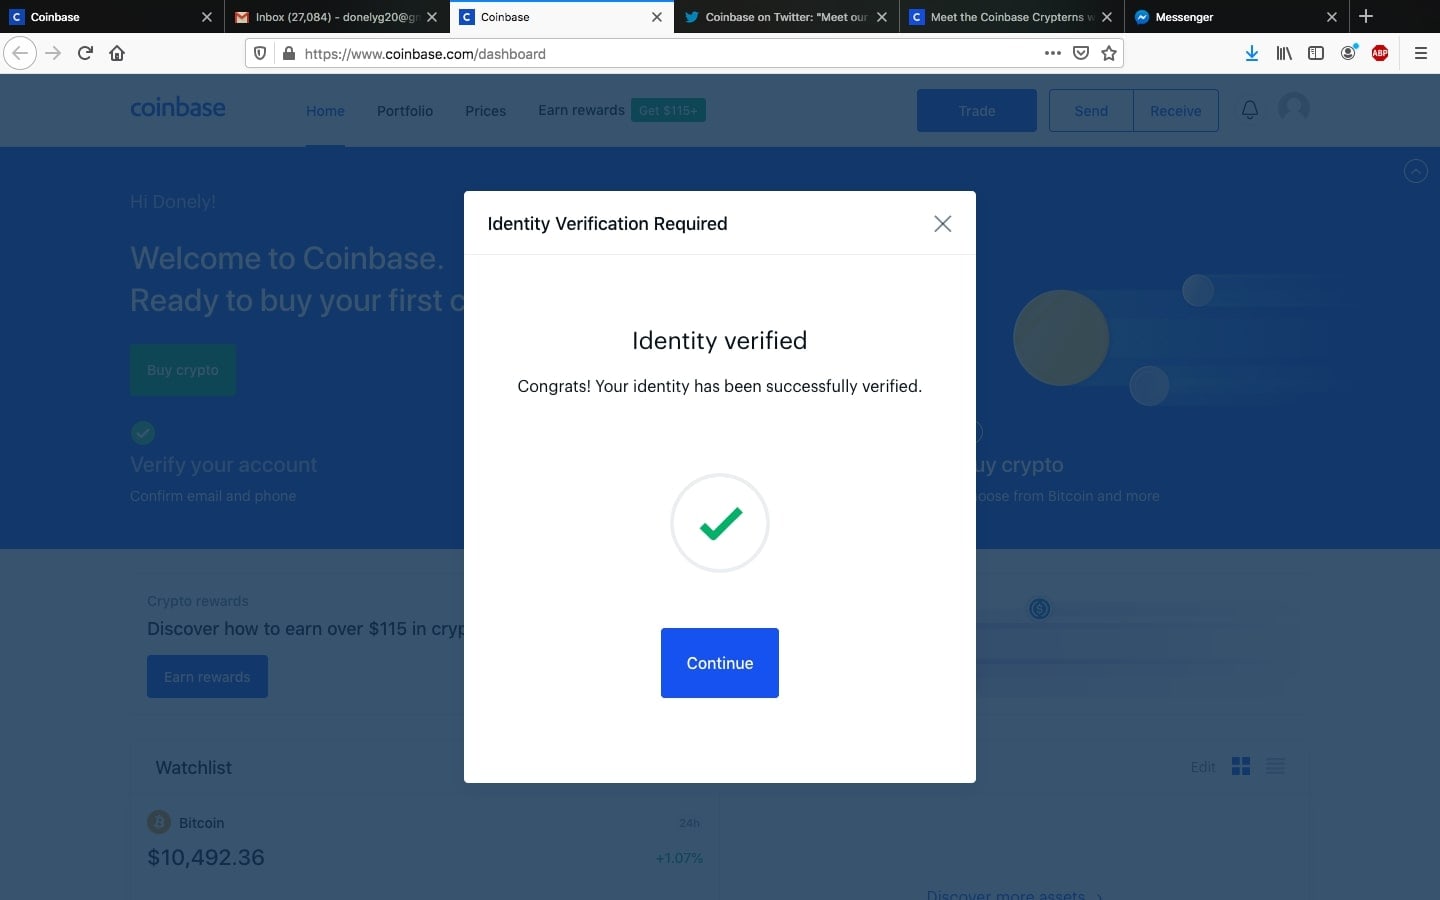 Coinbase
Inbox (27,084) - donelyg20@gm
Coinbase
Coinbase on Twitter: "Meet our
Meet the Coinbase Crypterns w
Messenger
https://www.coinbase.com/dashboard
ABP
coinbase
Home
Portfolio
Prices
Earn rewards
Get $115+
Trade
Send
Receive
Hi Donely!
Welcome to Coinbase.
Ready to buy your first c
Buy crypto
Verify your account
Confirm email and phone
Identity Verification Required
Identity verified
Congrats! Your identity has been successfully verified.
Continue
uy crypto
oose from Bitcoin and more
Crypto rewards
Discover how to earn over $115 in cryp
Earn rewards
Watchlist
Edit
Bitcoin
24h
$10,492.36
+1.07%
Discover more assets